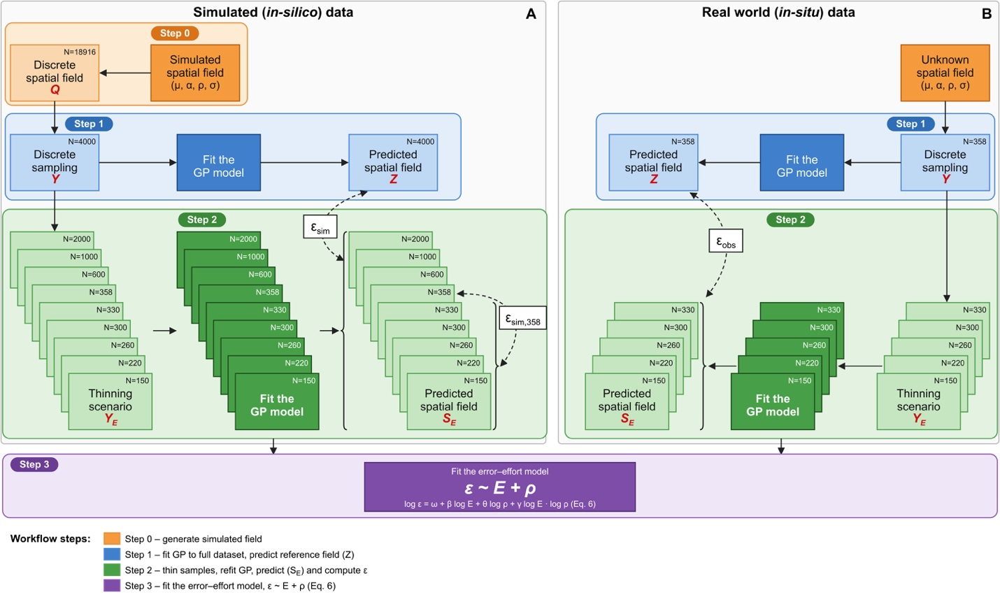 Simulated (in-silico) data
A
Step 0
N=18916
Discrete
spatial field
Q
Simulated
spatial field
(μ, α, ρ, σ)
Step 1
N=4000
Discrete
sampling
Y
Fit the
GP model
N=4000
Predicted
spatial field
Z
Step 2
εsim
N=2000
N=1000
N=600
N=358
N=330
N=300
N=260
N=220
N=150
Thinning
scenario
YE
N=2000
N=1000
N=600
N=358
N=330
N=300
N=260
N=220
N=150
Fit the
GP model
N=2000
N=1000
N=600
N=358
N=330
N=300
N=260
N=220
N=150
Predicted
spatial field
SE
εsim,358
Real world (in-situ) data
B
Unknown
spatial field
(μ, α, ρ, σ)
Step 1
N=358
Predicted
spatial field
Z
Fit the
GP model
N=358
Discrete
sampling
Y
Step 2
εobs
N=330
N=300
N=260
N=220
N=150
Predicted
spatial field
SE
N=330
N=300
N=260
N=220
N=150
Fit the
GP model
N=330
N=300
N=260
N=220
N=150
Thinning
scenario
YE
Step 3
Fit the error–effort model
ε ~ E + ρ
log ε = ω + β log E + θ log ρ + γ log E · log ρ (Eq. 6)
Workflow steps:
Step 0 – generate simulated field
Step 1 – fit GP to full dataset, predict reference field (Z)
Step 2 – thin samples, refit GP, predict (SE) and compute ε
Step 3 – fit the error–effort model, ε ~ E + ρ (Eq. 6)